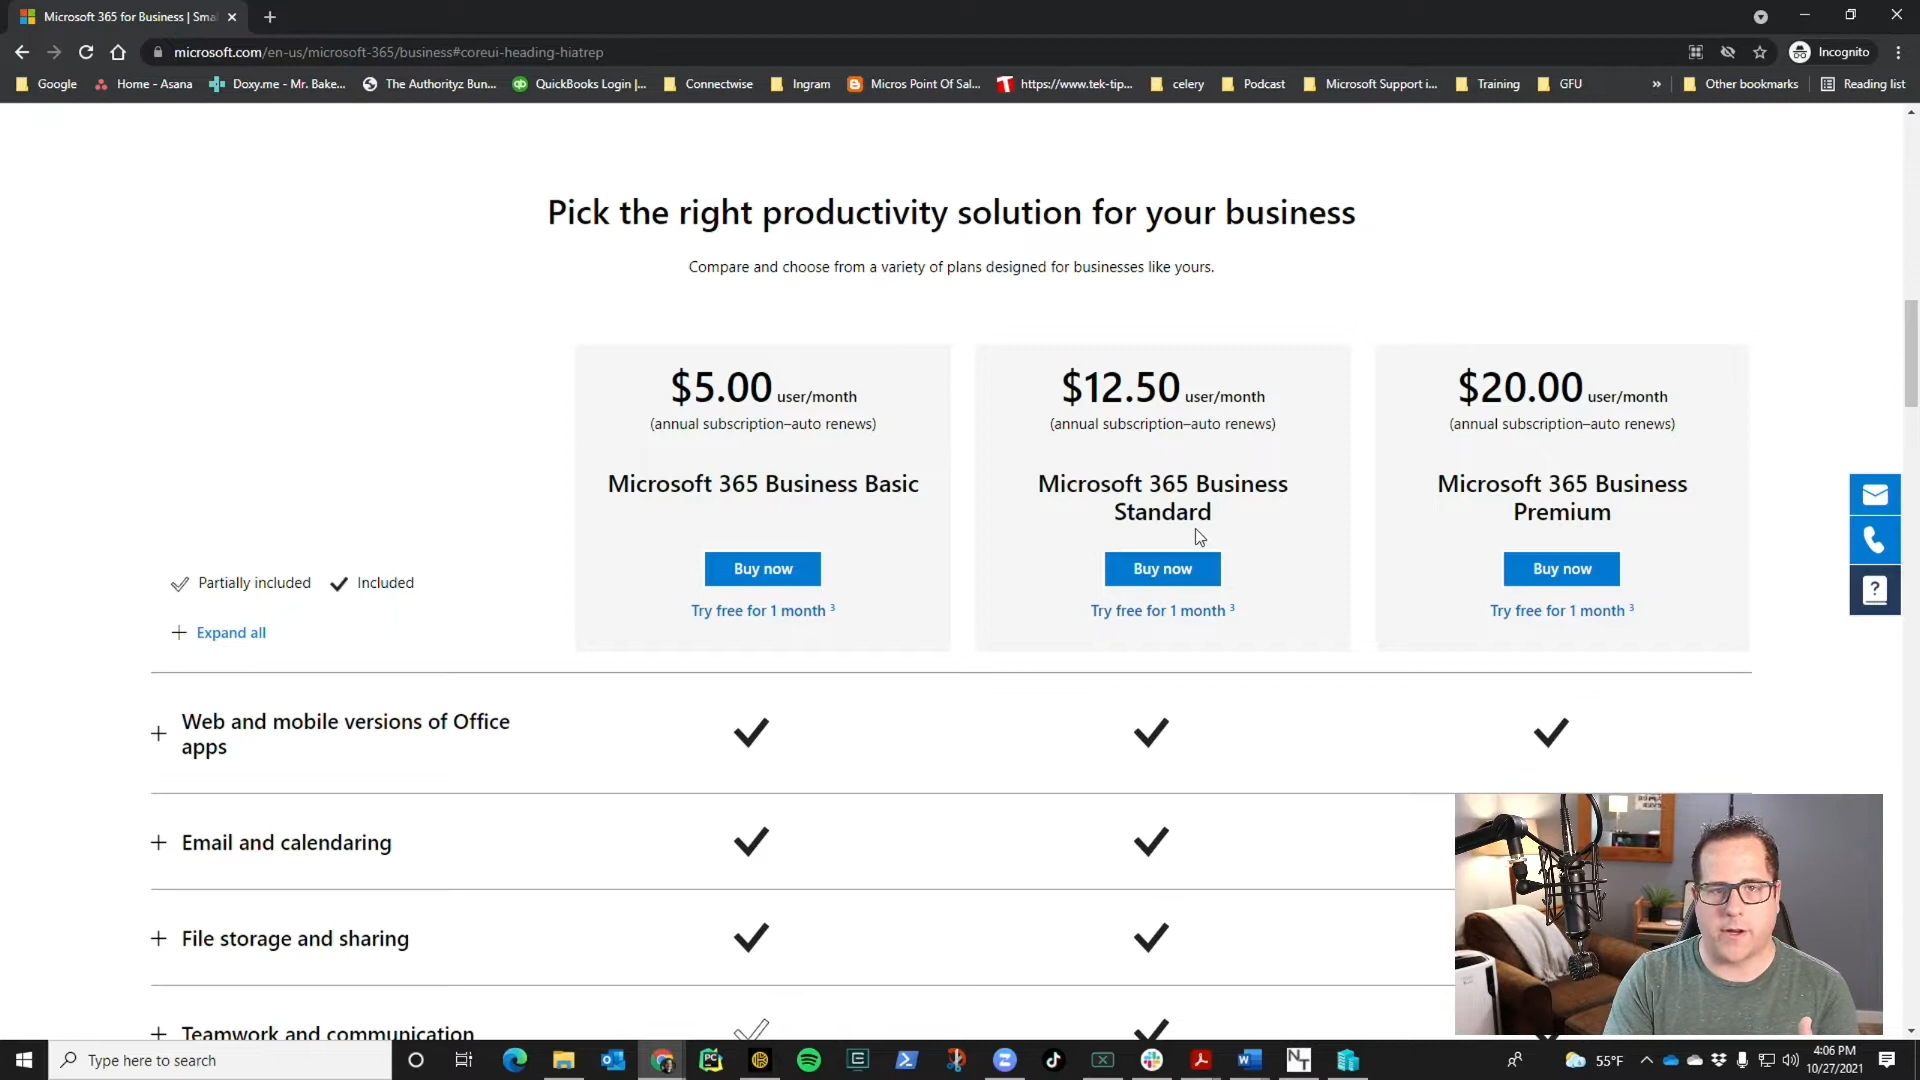 Microsoft 365 for Business | Sma
microsoft.com/en-us/microsoft-365/business#coreui-heading-hiatrep
Incognito
Google
Home - Asana
Doxy.me - Mr. Bake...
The Authorityz Bun...
QuickBooks Login |...
Connectwise
Ingram
Micros Point Of Sal...
https://www.tek-tip...
celery
Podcast
Microsoft Support i...
Training
GFU
»
Other bookmarks
Reading list
Pick the right productivity solution for your business
Compare and choose from a variety of plans designed for businesses like yours.
$5.00 user/month
(annual subscription–auto renews)
Microsoft 365 Business Basic
Buy now
Try free for 1 month 3
$12.50 user/month
(annual subscription–auto renews)
Microsoft 365 Business
Standard
Buy now
Try free for 1 month 3
$20.00 user/month
(annual subscription–auto renews)
Microsoft 365 Business
Premium
Buy now
Try free for 1 month 3
Partially included
Included
Expand all
Web and mobile versions of Office
apps
Email and calendaring
File storage and sharing
Teamwork and communication
Type here to search
55°F
4:06 PM
10/27/2021